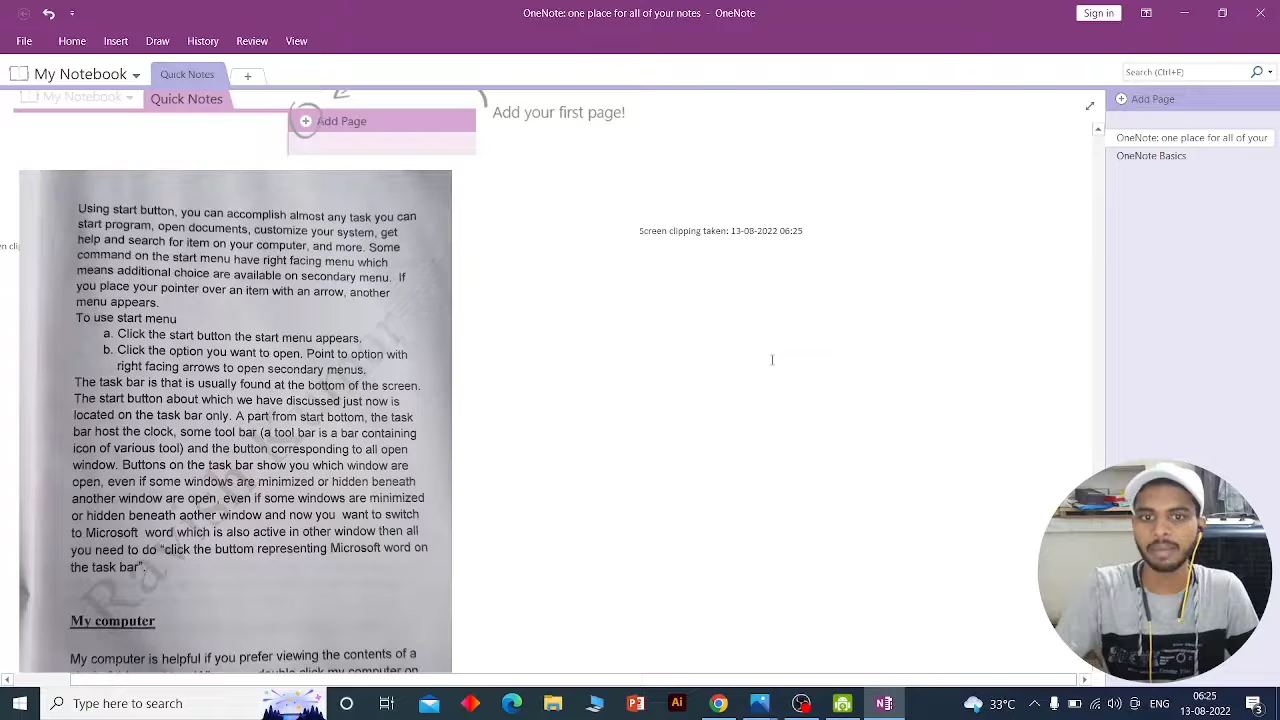 OneNote: one place for all of your notes - OneNote
Sign in
File Home Insert Draw History Review View
My Notebook
Quick Notes
+
Search (Ctrl+E)
My Notebook
Quick Notes
Add Page
Add your first page!
Add Page
OneNote: one place for all of your
OneNote Basics
Screen clipping taken: 13-08-2022 06:25
en cli
Using start button, you can accomplish almost any task you can
start program, open documents, customize your system, get
help and search for item on your computer, and more. Some
command on the start menu have right facing menu which
means additional choice are available on secondary menu. If
you place your pointer over an item with an arrow, another
menu appears.
To use start menu
a. Click the start button the start menu appears.
b. Click the option you want to open. Point to option with
right facing arrows to open secondary menus.
The task bar is that is usually found at the bottom of the screen.
The start button about which we have discussed just now is
located on the task bar only. A part from start bottom, the task
bar host the clock, some tool bar (a tool bar is a bar containing
icon of various tool) and the button corresponding to all open
window. Buttons on the task bar show you which window are
open, even if some windows are minimized or hidden beneath
another window are open, even if some windows are minimized
or hidden beneath aother window and now you want to switch
to Microsoft word which is also active in other window then all
you need to do “click the buttom representing Microsoft word on
the task bar”.
My computer
My computer is helpful if you prefer viewing the contents of a
double click my computer on
Type here to search
P
Ai
N
33°C
ENG
06:25
13-08-2022
3